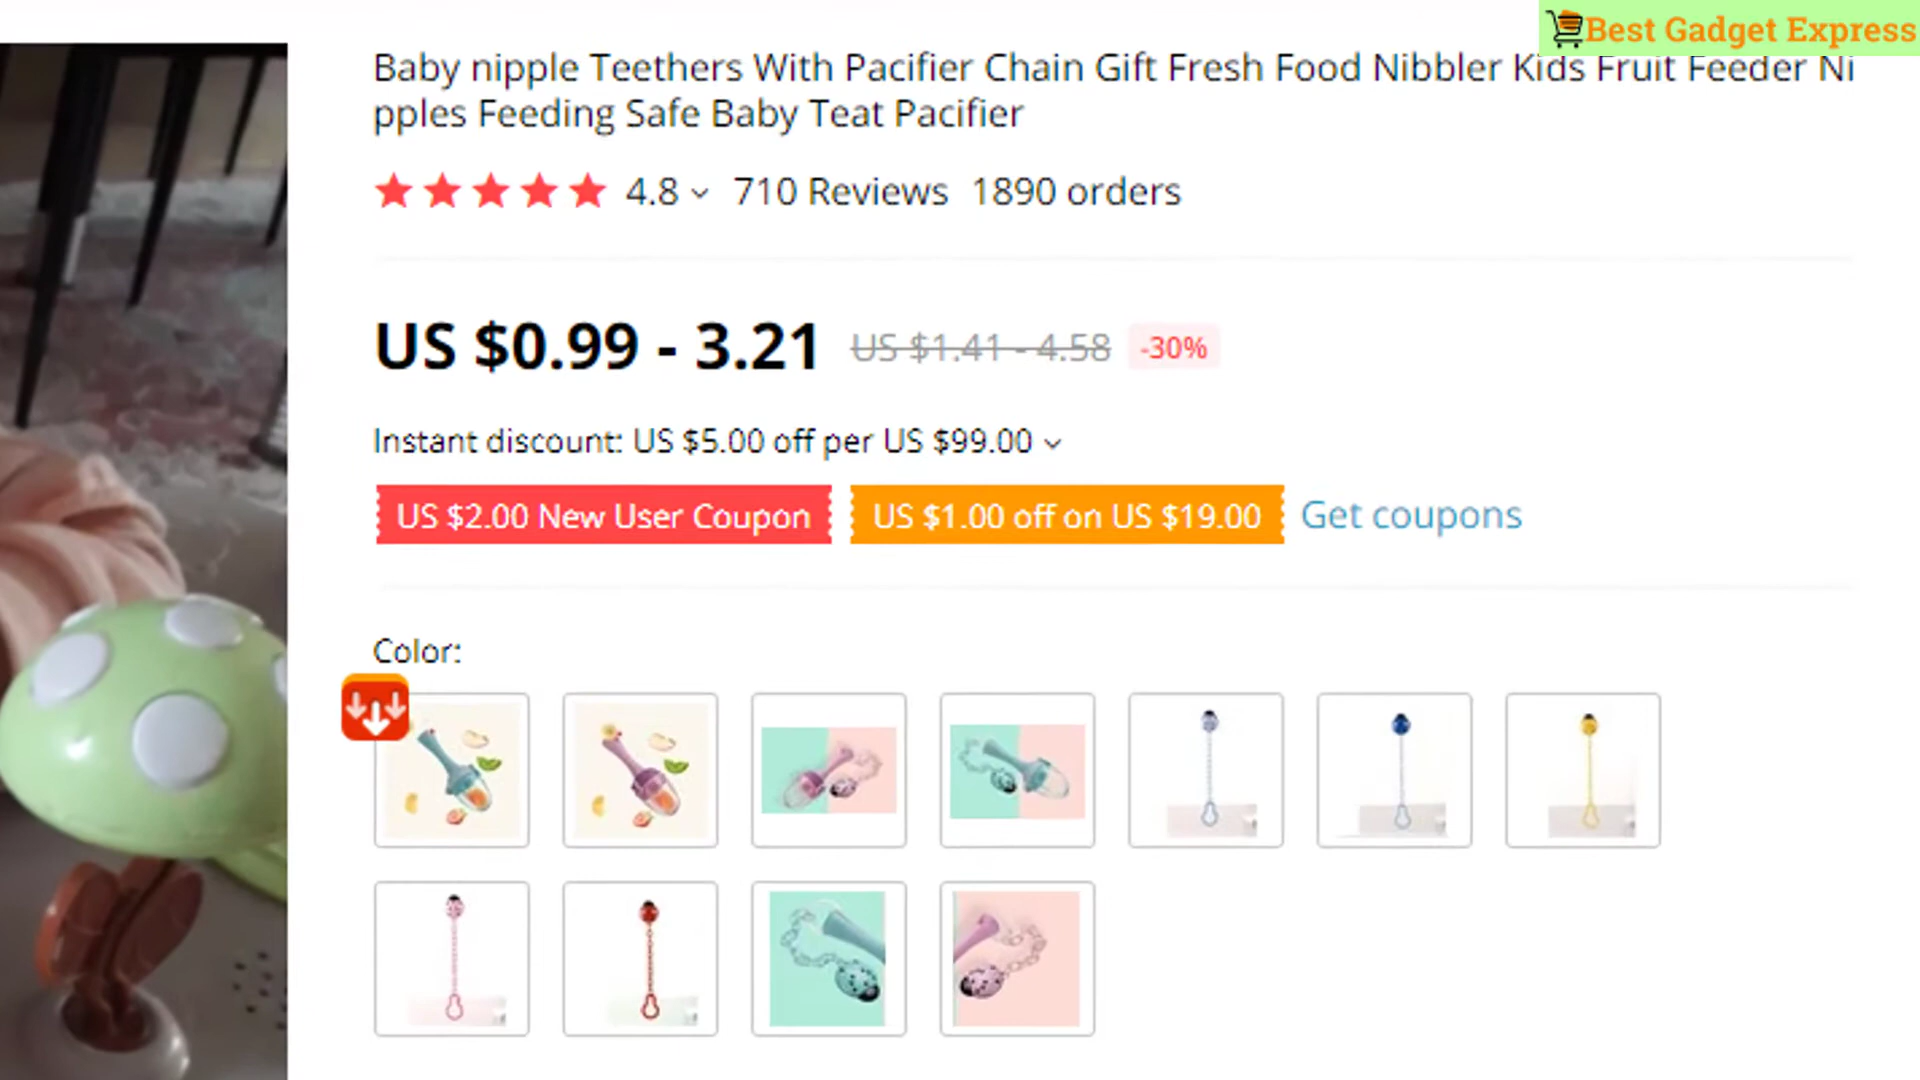 Best Gadget Express
Baby nipple Teethers With Pacifier Chain Gift Fresh Food Nibbler Kids Fruit Feeder Ni
pples Feeding Safe Baby Teat Pacifier
4.8 710 Reviews 1890 orders
US $0.99 - 3.21 US $1.41 - 4.58 -30%
Instant discount: US $5.00 off per US $99.00
US $2.00 New User Coupon US $1.00 off on US $19.00 Get coupons
Color: